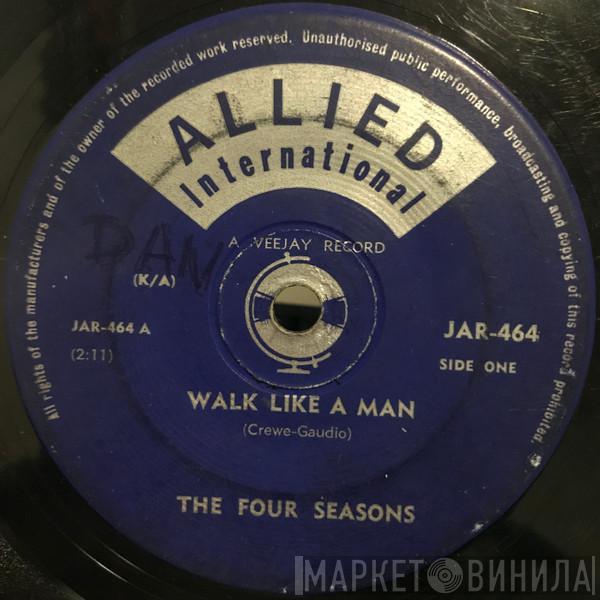 All rights of the manufacturers and of the owner of the recorded work reserved. Unauthorised public performance, broadcasting and copying of this record prohibited.
ALLIED
International
A VEEJAY RECORD
DAN
(K/A)
JAR-464 A
JAR-464
(2:11)
SIDE ONE
WALK LIKE A MAN
(Crewe-Gaudio)
THE FOUR SEASONS
МАРКЕТ ВИНИЛА